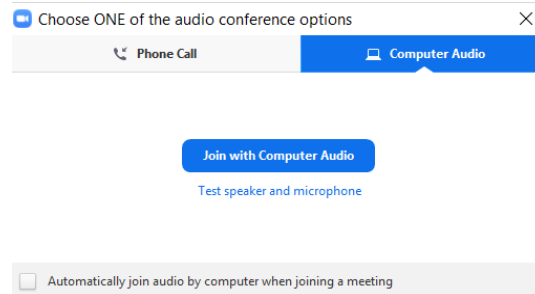 Choose ONE of the audio conference options
Phone Call
Computer Audio
Join with Computer Audio
Test speaker and microphone
Automatically join audio by computer when joining a meeting